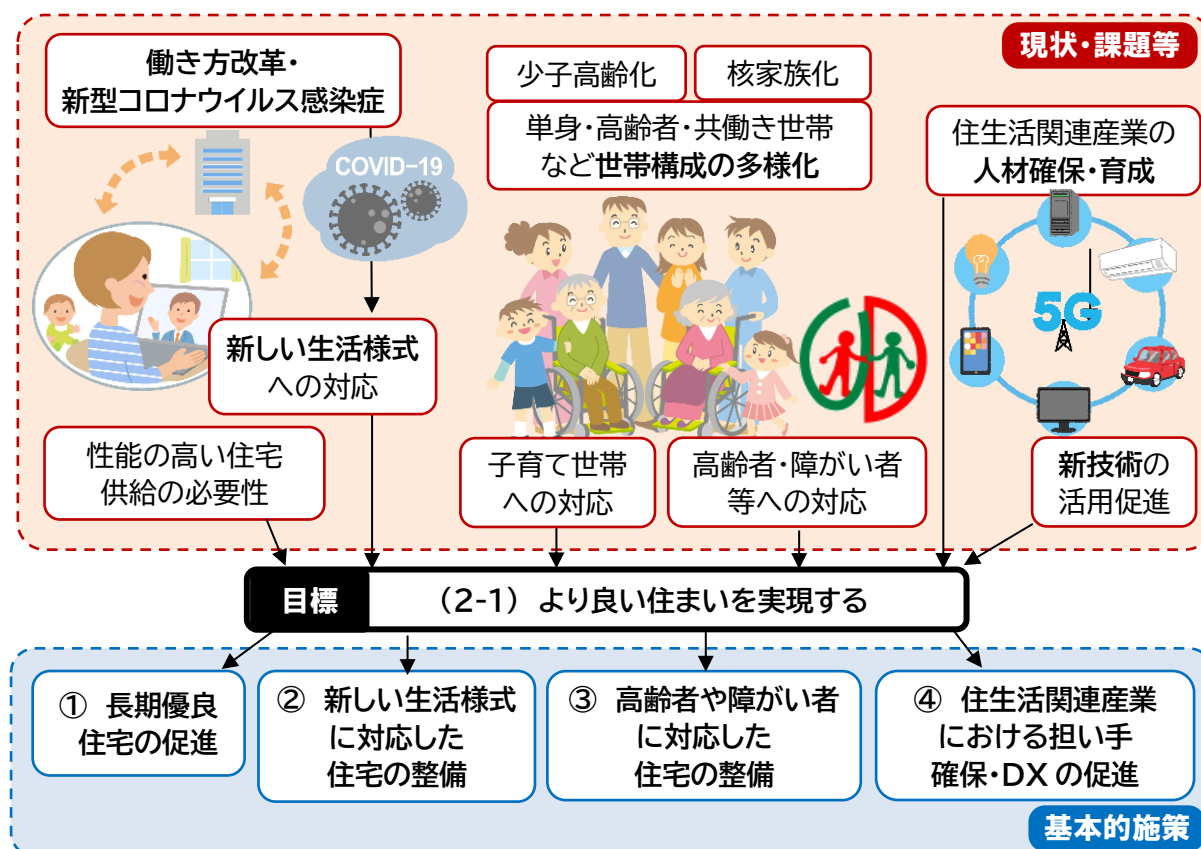 現状・課題等
働き方改革・
新型コロナウイルス感染症
少子高齢化
核家族化
単身・高齢者・共働き世帯
など世帯構成の多様化
住生活関連産業の
人材確保・育成
COVID-19
5G
新しい生活様式
への対応
性能の高い住宅
供給の必要性
子育て世帯
への対応
高齢者・障がい者
等への対応
新技術の
活用促進
目標
(2-1) より良い住まいを実現する
① 長期優良
住宅の促進
② 新しい生活様式
に対応した
住宅の整備
③ 高齢者や障がい者
に対応した
住宅の整備
④ 住生活関連産業
における担い手
確保・DX の促進
基本的施策